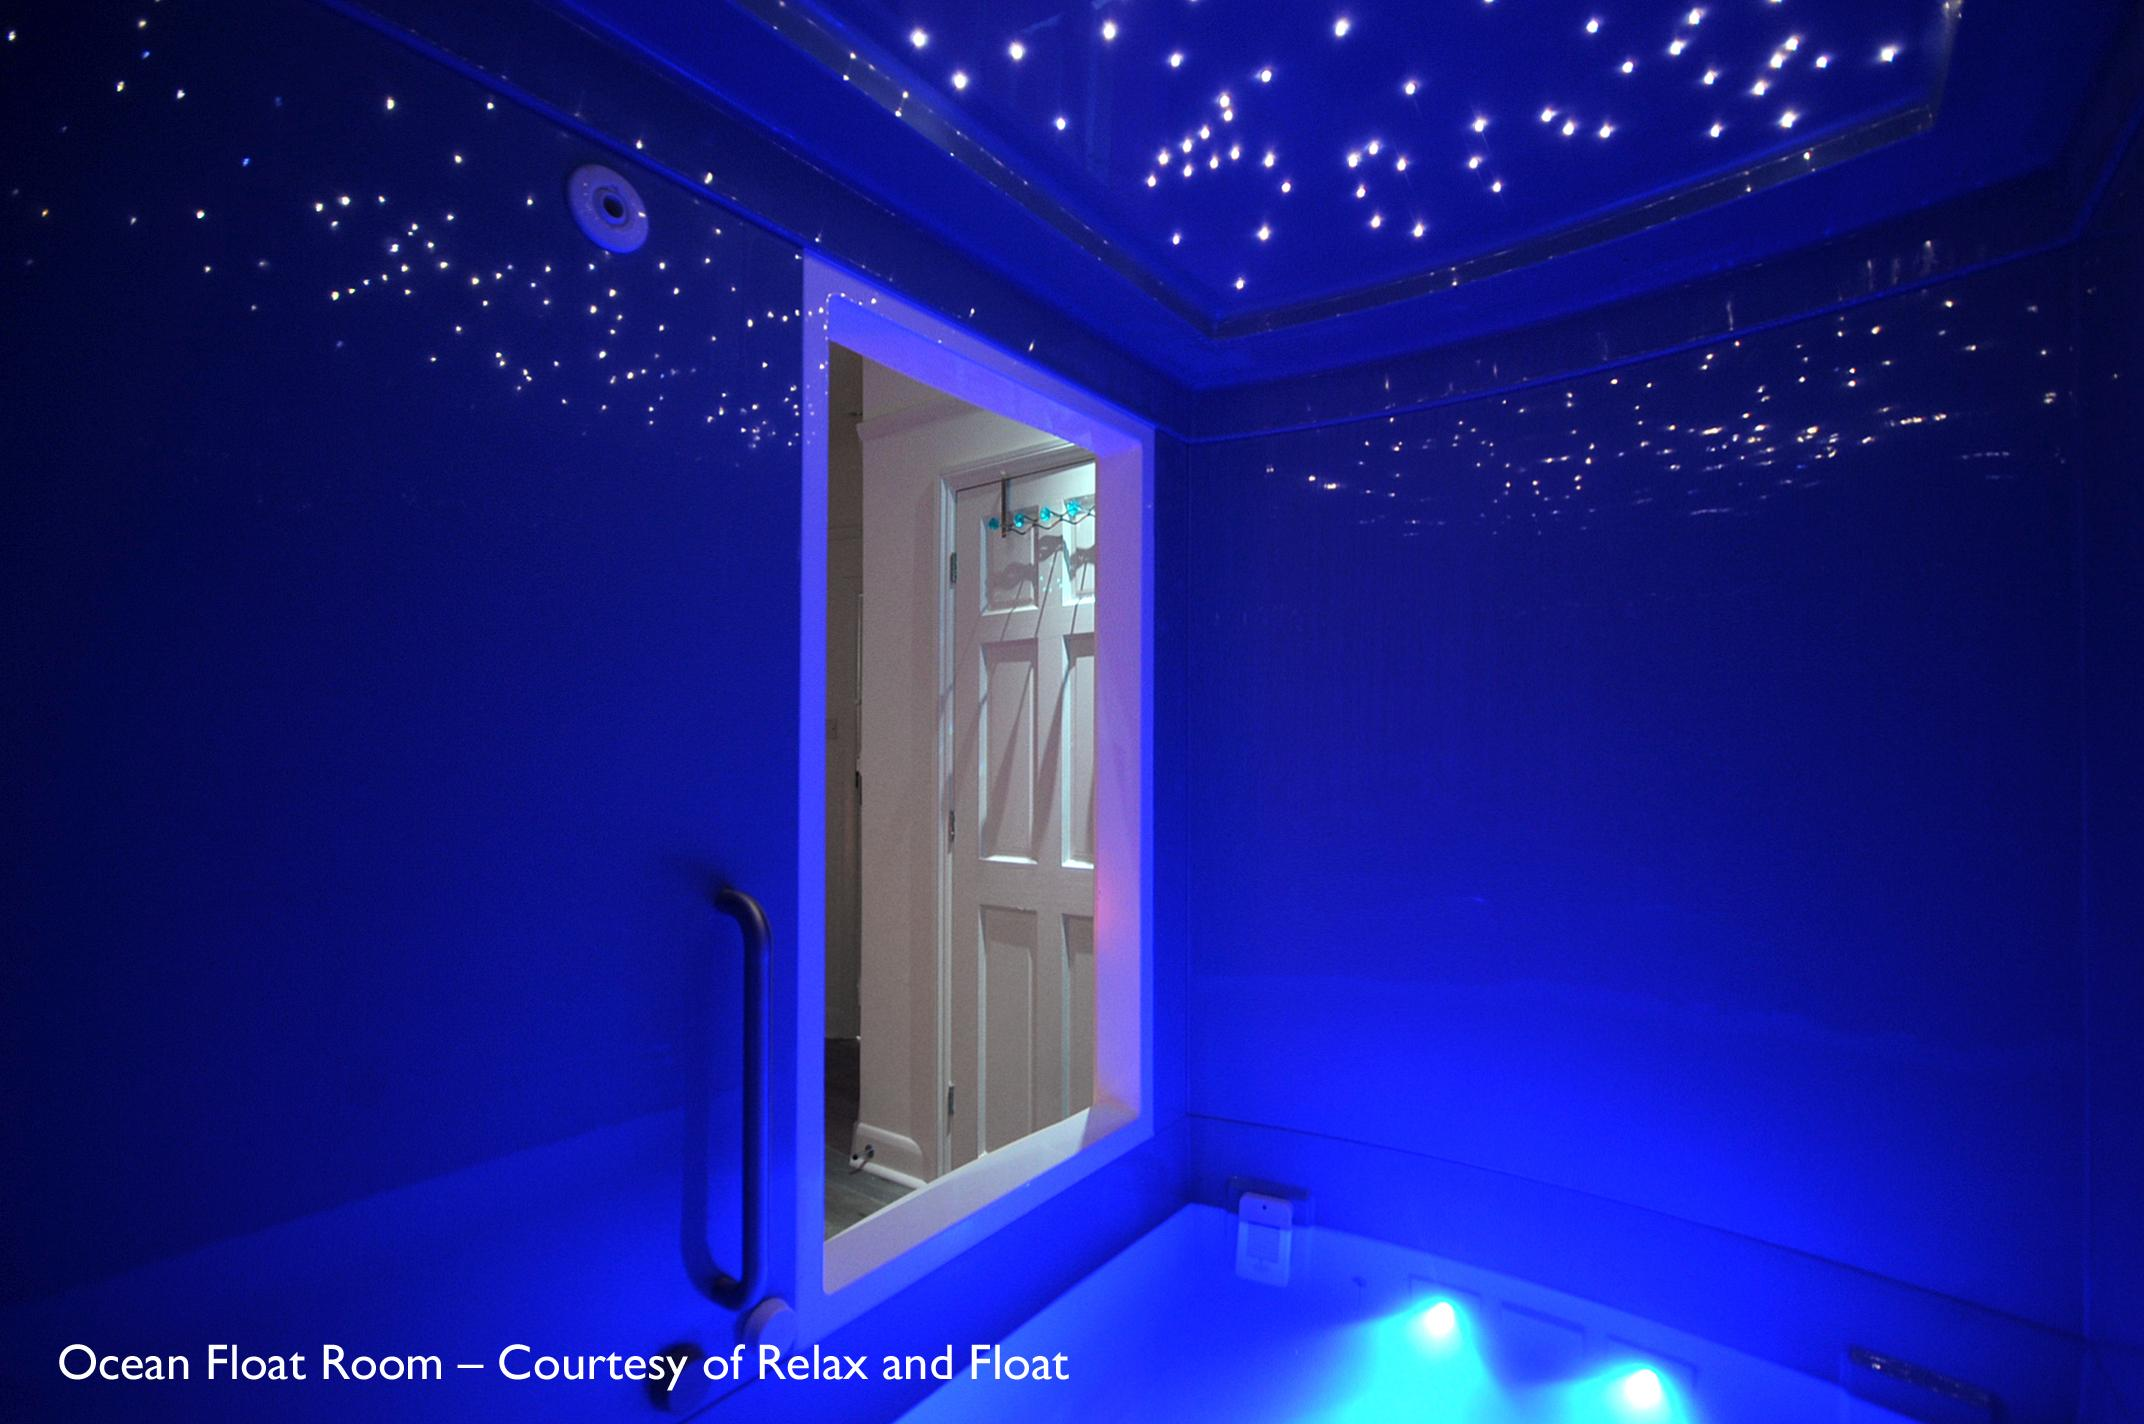 Ocean Float Room – Courtesy of Relax and Float